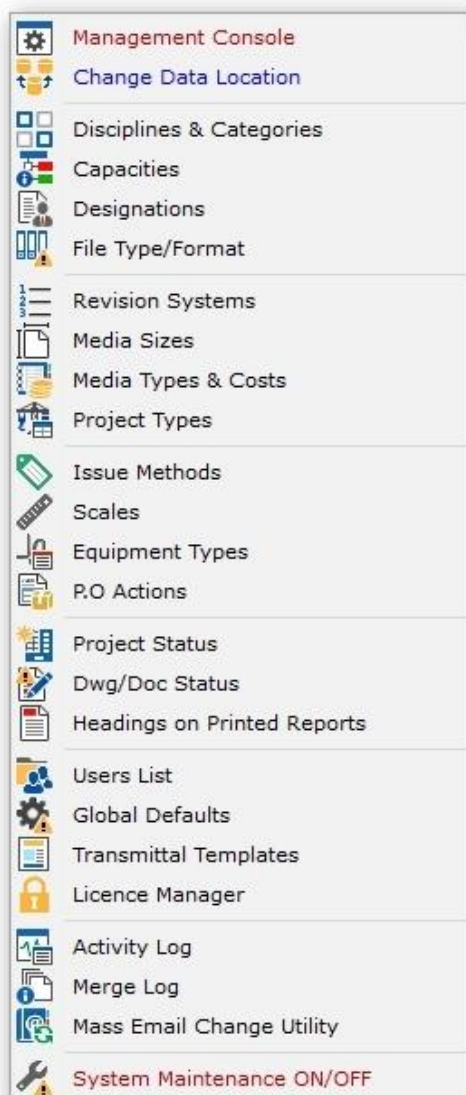 Management Console
Change Data Location
Disciplines & Categories
Capacities
Designations
File Type/Format
Revision Systems
Media Sizes
Media Types & Costs
Project Types
Issue Methods
Scales
Equipment Types
P.O Actions
Project Status
Dwg/Doc Status
Headings on Printed Reports
Users List
Global Defaults
Transmittal Templates
Licence Manager
Activity Log
Merge Log
Mass Email Change Utility
System Maintenance ON/OFF